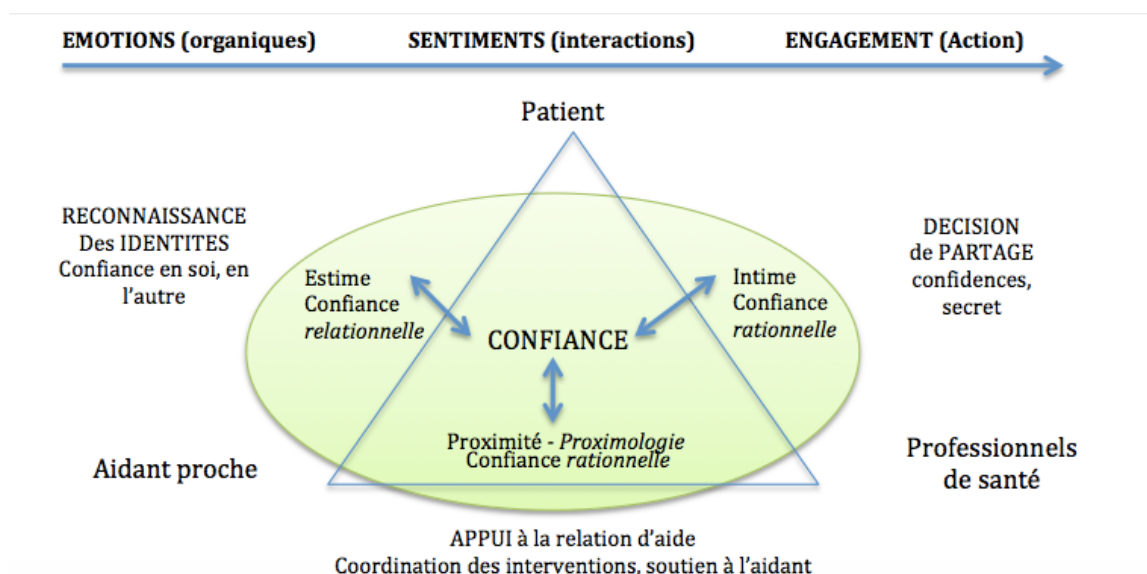 EMOTIONS (organiques) SENTIMENTS (interactions) ENGAGEMENT (Action)
Patient
RECONNAISSANCE
Des IDENTITES
Confiance en soi, en
l’autre
DECISION
de PARTAGE
confidences,
secret
Estime
Confiance
relationnelle
Intime
Confiance
rationnelle
CONFIANCE
Proximité - Proximologie
Confiance rationnelle
Aidant proche
Professionnels
de santé
APPUI à la relation d’aide
Coordination des interventions, soutien à l’aidant